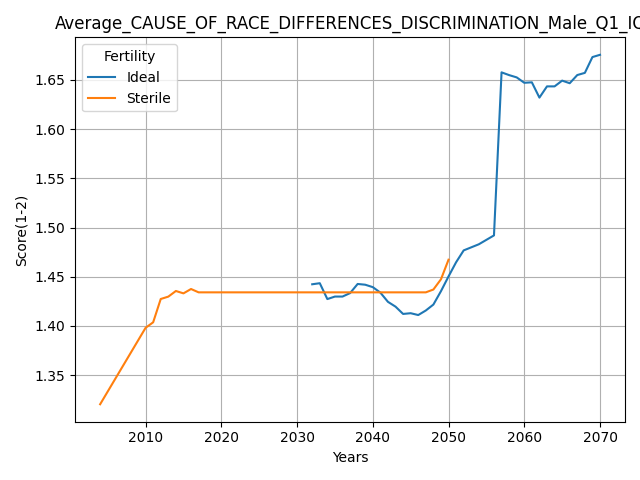 Average_CAUSE_OF_RACE_DIFFERENCES_DISCRIMINATION_Male_Q1_IC
Fertility
Ideal
Sterile
Score(1-2)
1.65
1.60
1.55
1.50
1.45
1.40
1.35
2010 2020 2030 2040 2050 2060 2070
Years